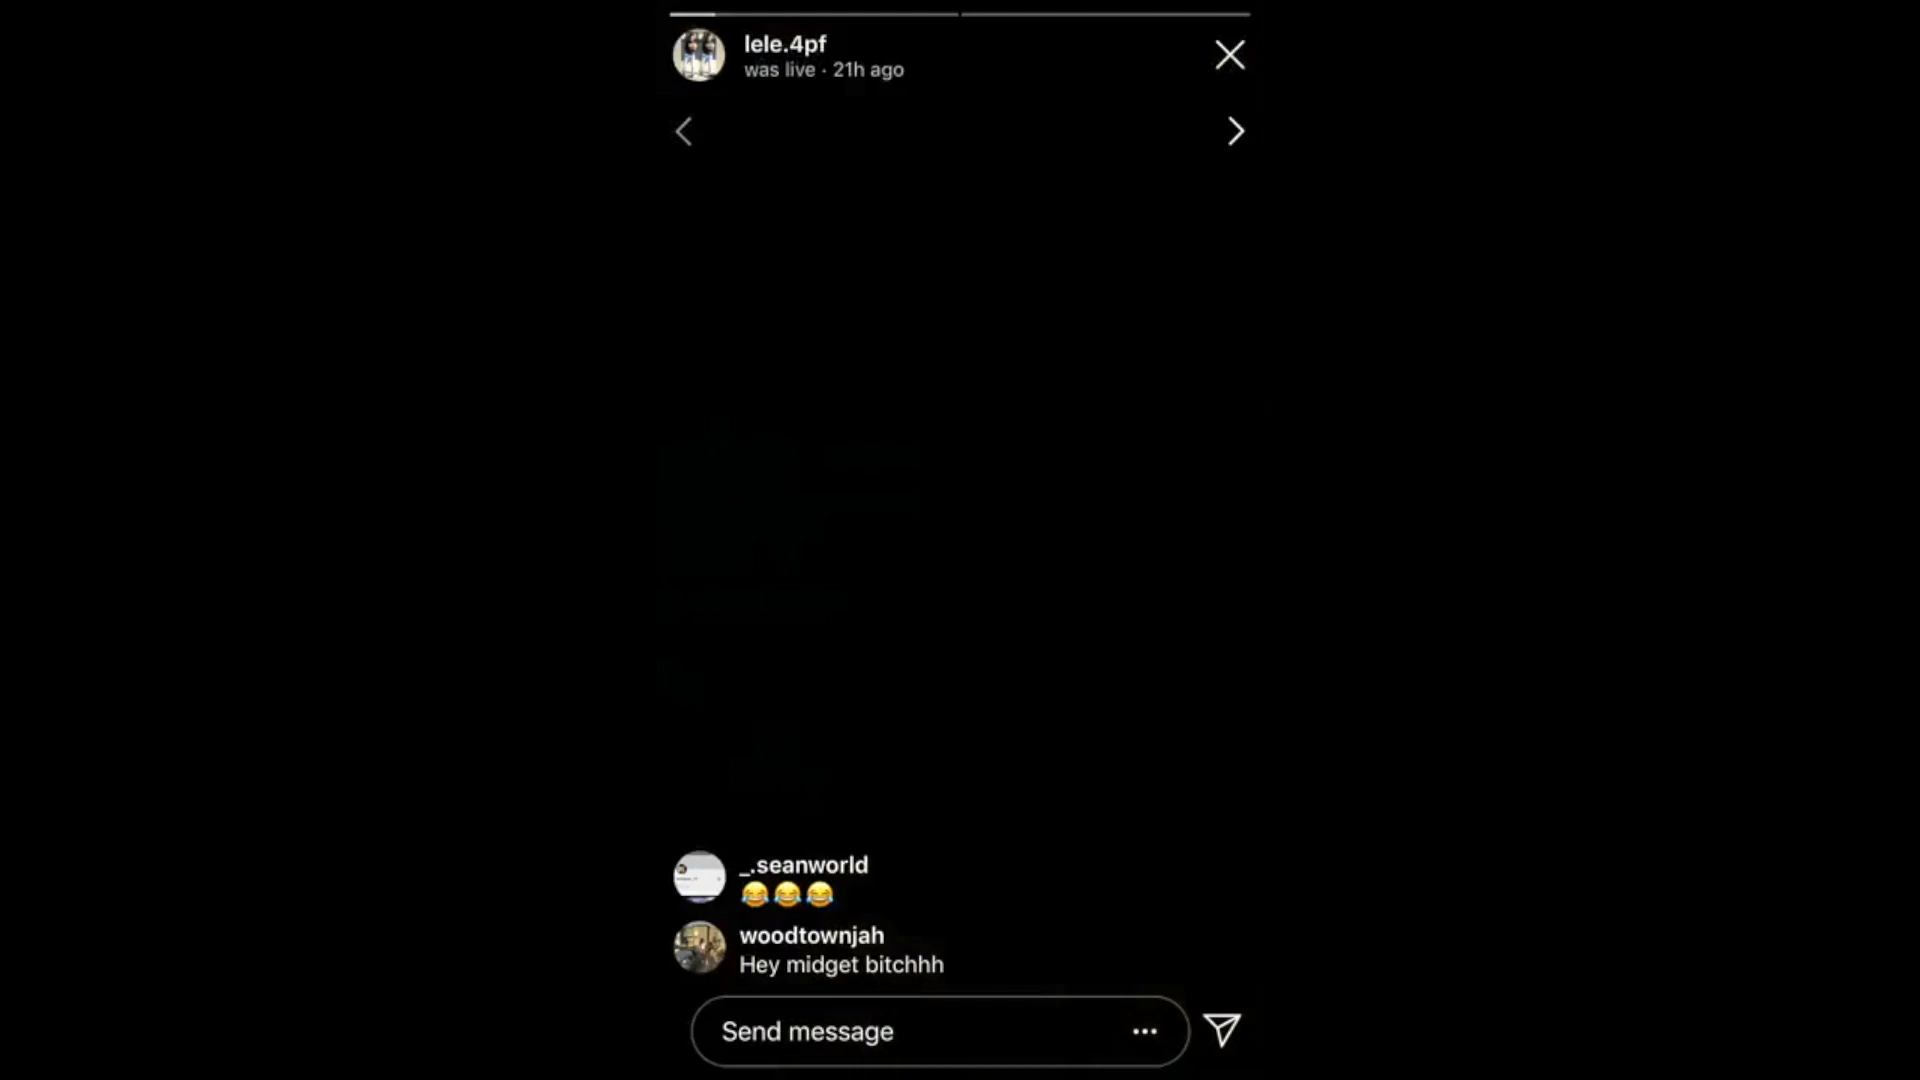 lele.4pf
was live · 21h ago
_.seanworld
😂😂😂
woodtownjah
Hey midget bitchhh
Send message